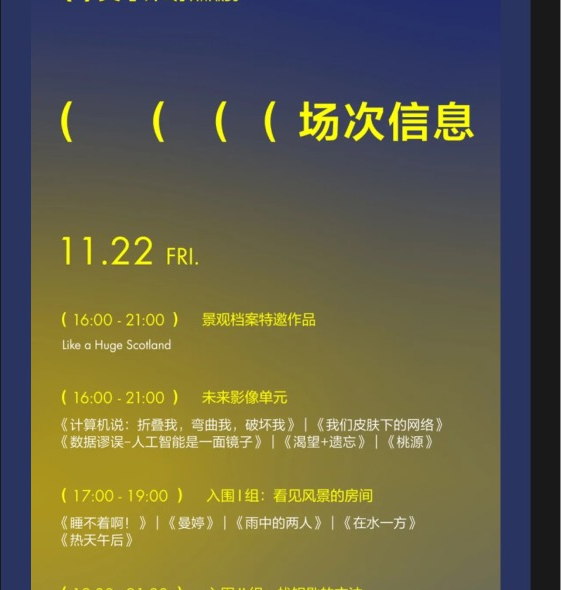 ( ( ( ( 场次信息
11.22 FRI.
( 16:00 - 21:00 ) 景观档案特邀作品
Like a Huge Scotland
( 16:00 - 21:00 ) 未来影像单元
《计算机说：折叠我，弯曲我，破坏我》 | 《我们皮肤下的网络》
《数据谬误-人工智能是一面镜子》 | 《渴望+遗忘》 | 《桃源》
( 17:00 - 19:00 ) 入围 I 组：看见风景的房间
《睡不着啊！》 | 《曼婷》 | 《雨中的两人》 | 《在水一方》
《热天午后》